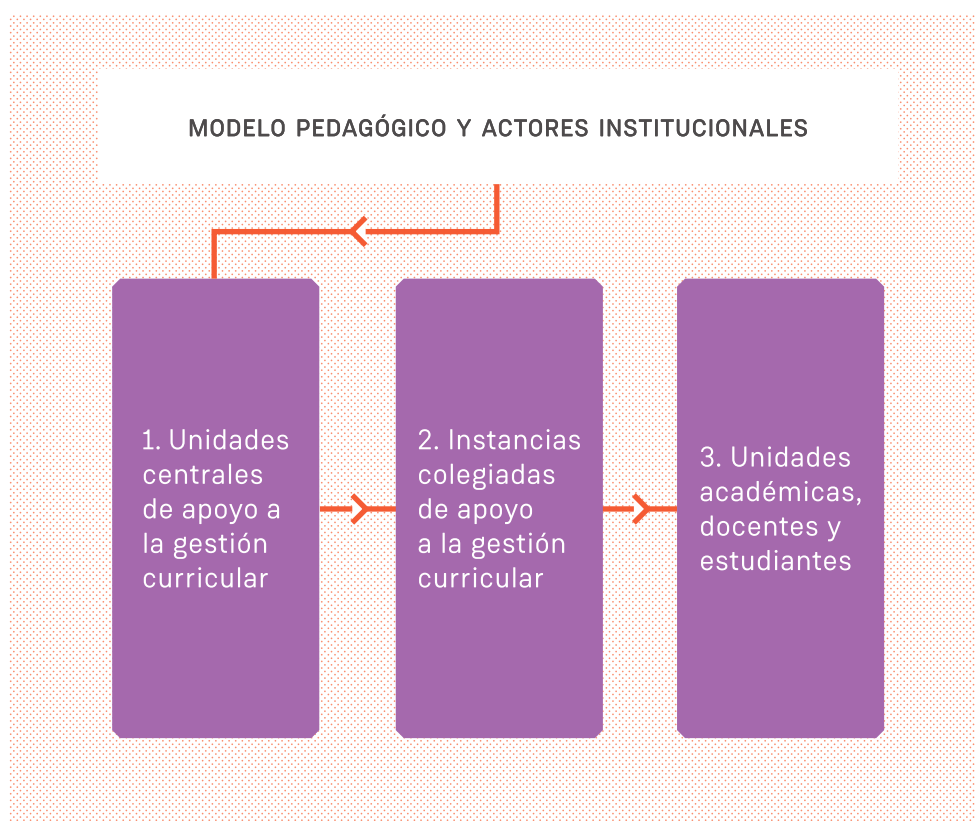 MODELO PEDAGÓGICO Y ACTORES INSTITUCIONALES
1. Unidades
centrales
de apoyo a
la gestión
curricular
2. Instancias
colegiadas
de apoyo
a la gestión
curricular
3. Unidades
académicas,
docentes y
estudiantes